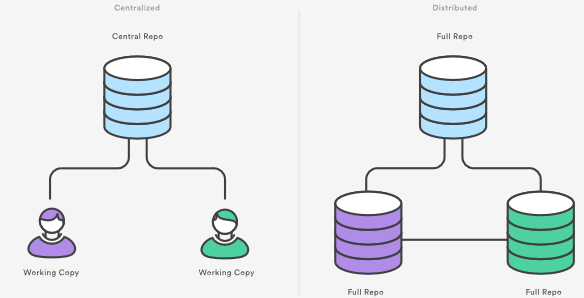 Centralized
Central Repo
Working Copy
Working Copy
Distributed
Full Repo
Full Repo
Full Repo